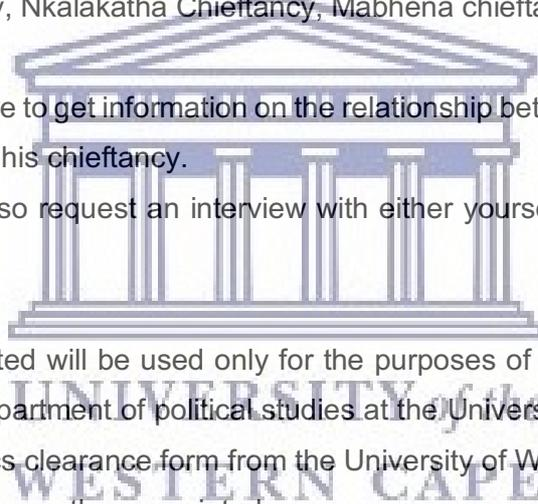 , Nkalakatha Chieftancy, Mabhena chiefta
e to get information on the relationship bet
his chieftancy.
so request an interview with either yourse
ted will be used only for the purposes of
UNIVERSITY of the
partment of political studies at the Univers
s clearance form from the University of W
WESTERN CAPE